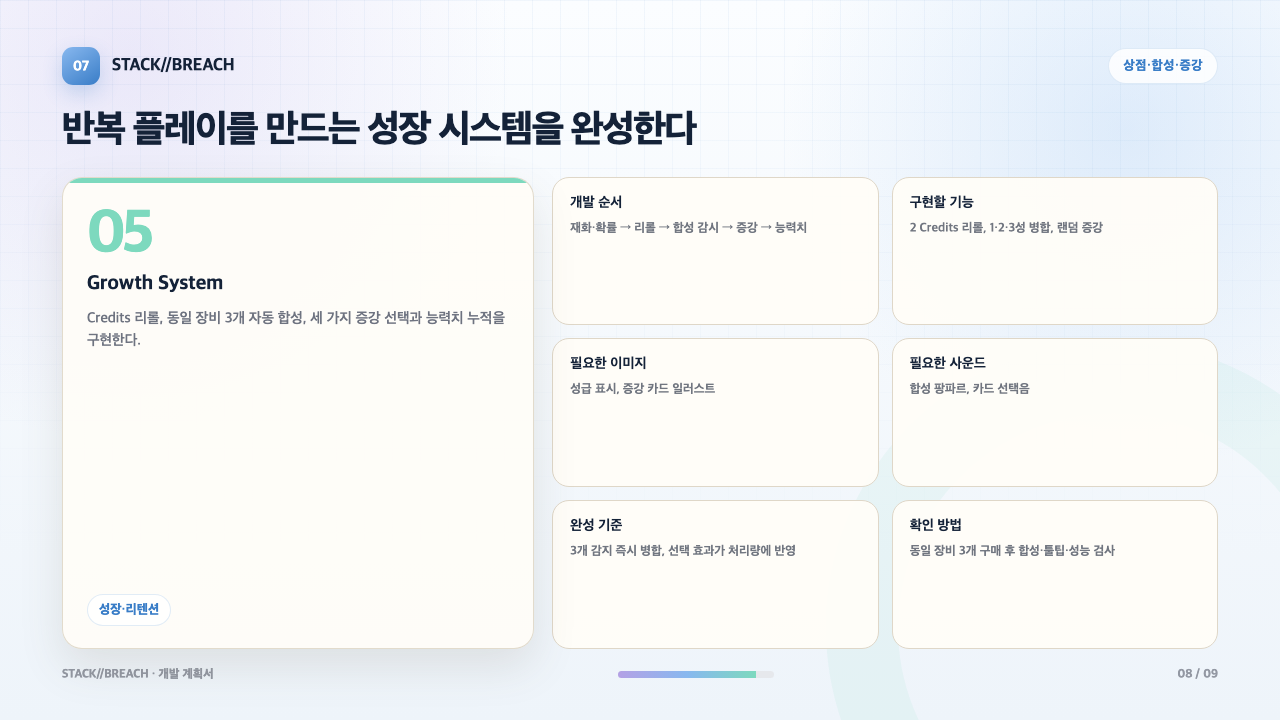 07
STACK//BREACH
상점·합성·증강
반복 플레이를 만드는 성장 시스템을 완성한다
05
Growth System
Credits 리롤, 동일 장비 3개 자동 합성, 세 가지 증강 선택과 능력치 누적을
구현한다.
성장·리텐션
개발 순서
재화·확률 → 리롤 → 합성 감시 → 증강 → 능력치
구현할 기능
2 Credits 리롤, 1·2·3성 병합, 랜덤 증강
필요한 이미지
성급 표시, 증강 카드 일러스트
필요한 사운드
합성 팡파르, 카드 선택음
완성 기준
3개 감지 즉시 병합, 선택 효과가 처리량에 반영
확인 방법
동일 장비 3개 구매 후 합성·툴팁·성능 검사
STACK//BREACH · 개발 계획서
08 / 09